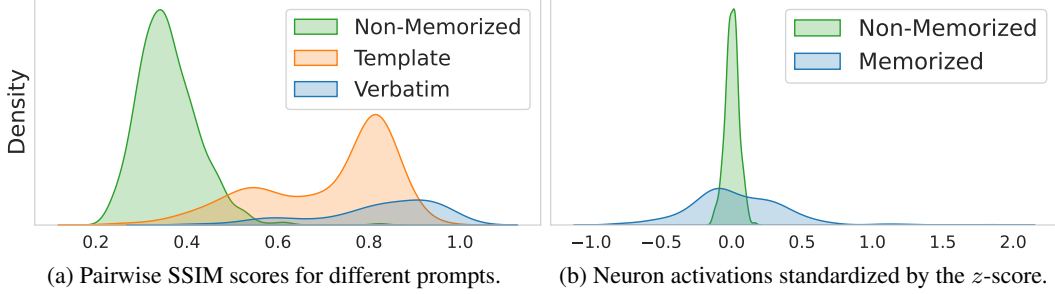 Density
Non-Memorized
Template
Verbatim
0.2 0.4 0.6 0.8 1.0
(a) Pairwise SSIM scores for different prompts.
Non-Memorized
Memorized
−1.0 −0.5 0.0 0.5 1.0 1.5 2.0
(b) Neuron activations standardized by the z-score.